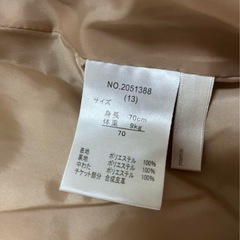 NO.2051388
(13)
サイズ
身長 70cm
体重 9kg
70
表地 ポリエステル 100%
裏地 ポリエステル 100%
中わた ポリエステル 100%
チケット部分 合成皮革